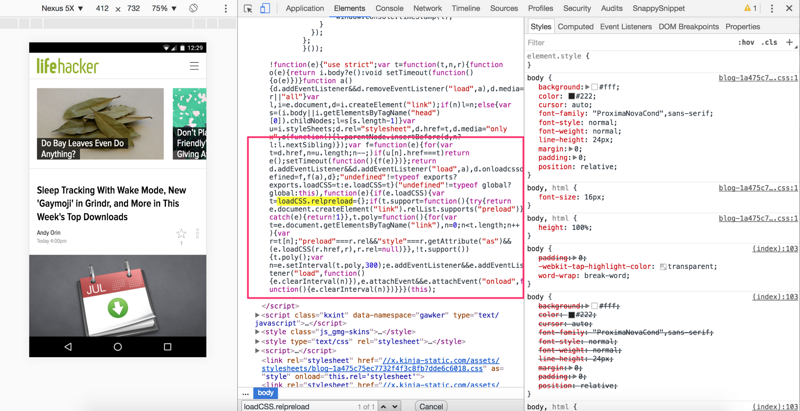 Nexus 5X ▼ 412 × 732 75% ▼
12:29
lifehacker
Do Bay Leaves Even Do
Anything?
Don't Pl
Friendly
Craving
Sleep Tracking With Wake Mode, New
'Gaymoji' in Grindr, and More in This
Week's Top Downloads
Andy Orin
Today 4:00pm
JUL
Application Elements Console Network Timeline Sources Profiles Security Audits SnappySnippet 1
}
};
}());
!function(e){"use strict";var t=function(t,n,r){function
o(e){return i.body?e():void setTimeout(function()
{o(e)})}function a()
{d.addEventListener&&d.removeEventListener("load",a),d.media=
r||"all"}var
l,i=e.document,d=i.createElement("link");if(n)l=n;else{var
s=(i.body||i.getElementsByTagName("head")
[0]).childNodes;l=s[s.length-1]}var
u=i.styleSheets;d.rel="stylesheet",d.href=t,d.media="only
x",o(function(){l.parentNode.insertBefore(d,n?
l:l.nextSibling)});var f=function(e){for(var
t=d.href,n=u.length;n--;)if(u[n].href===t)return
e();setTimeout(function(){f(e)})};return
d.addEventListener&&d.addEventListener("load",a),d.onloadcssd
efined=f,f(a),d};"undefined"!=typeof exports?
exports.loadCSS=t:e.loadCSS=t}("undefined"!=typeof global?
global:this),function(e){if(e.loadCSS){var
t=loadCSS.relpreload={};if(t.support=function(){try{return
e.document.createElement("link").relList.supports("preload")}
catch(e){return!1}},t.poly=function(){for(var
t=e.document.getElementsByTagName("link"),n=0;n<t.length;n++
){var
r=t[n];"preload"===r.rel&&"style"===r.getAttribute("as")&&
(e.loadCSS(r.href,r),r.rel=null)}},!t.support())
{t.poly();var
n=e.setInterval(t.poly,300);e.addEventListener&&e.addEventLis
tener("load",function()
{e.clearInterval(n)}),e.attachEvent&&e.attachEvent("onload",f
unction(){e.clearInterval(n)})}}}(this);
</script>
<script class="kxint" data-namespace="gawker" type="text/
javascript">…</script>
<style class="js_gmg-skins">…</style>
<style type="text/css" rel="stylesheet">…</style>
<script>…</script>
<link rel="stylesheet" href="//x.kinja-static.com/assets/
stylesheets/blog-1a475c75ec7732f4f3c8fb7dde6c6018.css" as=
"style" onload="this.rel='stylesheet'">
<link rel="stylesheet" href="//x.kinja-static.com/assets/
... body
loadCSS.relpreload 1 of 1 Cancel
Styles Computed Event Listeners DOM Breakpoints Properties
Filter :hov .cls +
element.style {
}
body { blog-1a475c7….css:1
background: #fff;
color: #222;
cursor: auto;
font-family: "ProximaNovaCond",sans-serif;
font-style: normal;
font-weight: normal;
line-height: 24px;
margin: 0;
padding: 0;
position: relative;
}
body, html { blog-1a475c7….css:1
font-size: 16px;
}
body, html { blog-1a475c7….css:1
height: 100%;
}
body { (index):103
padding: 0;
-webkit-tap-highlight-color: transparent;
word-wrap: break-word;
}
body { (index):103
background: #fff;
color: #222;
cursor: auto;
font-family: "ProximaNovaCond",sans-serif;
font-style: normal;
font-weight: normal;
line-height: 24px;
margin: 0;
padding: 0;
position: relative;
}
body, html { (index):103